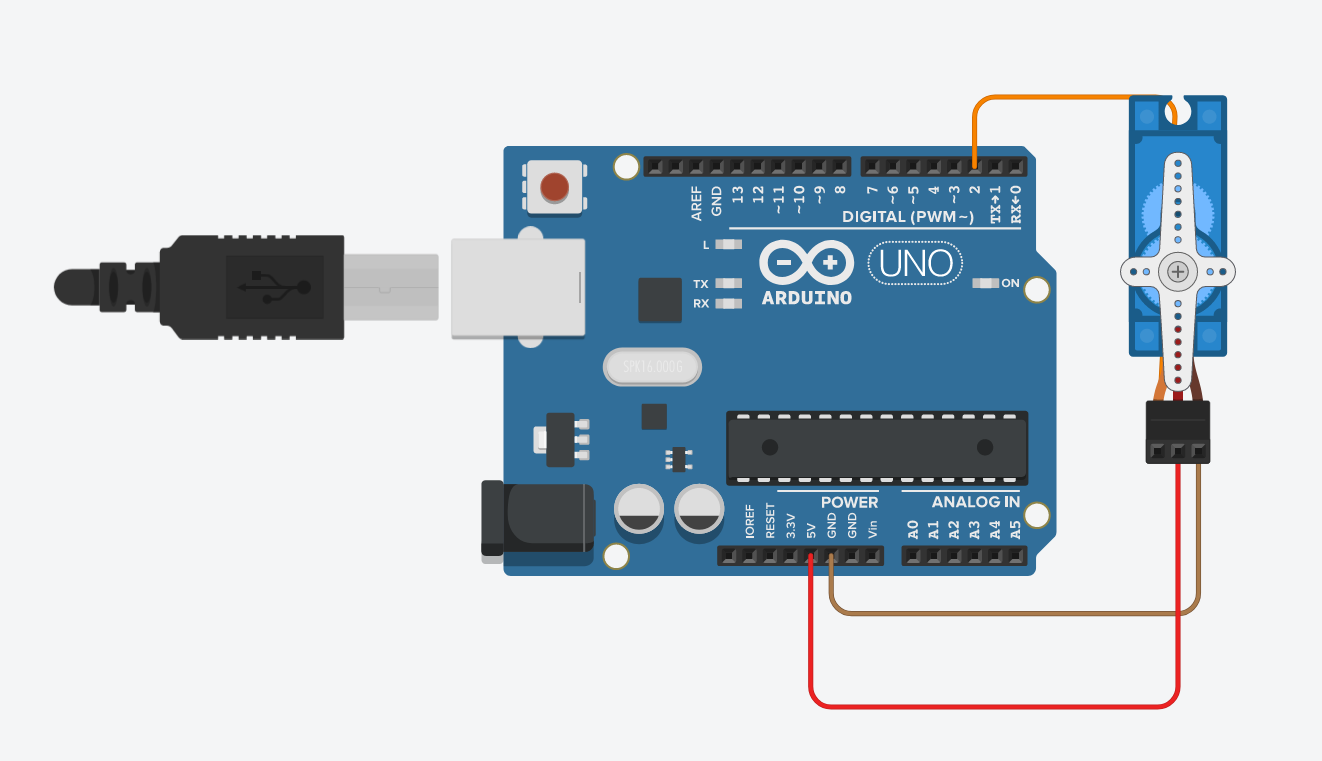 AREF
GND
13
12
~11
~10
~9
8
7
~6
~5
4
~3
2
TX→1
RX←0
DIGITAL (PWM~)
L
TX
RX
ARDUINO
UNO
ON
SPK16.000G
POWER
ANALOG IN
IOREF
RESET
3.3V
5V
GND
GND
Vin
A0
A1
A2
A3
A4
A5